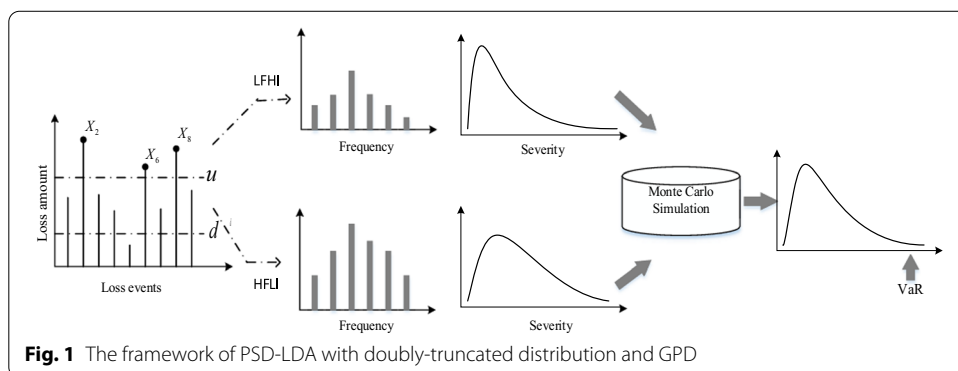 LFHI
Frequency
Severity
Loss amount
X₂
X₆
X₈
u
d
Loss events
HFLI
Frequency
Severity
Monte Carlo
Simulation
VaR
Fig. 1 The framework of PSD-LDA with doubly-truncated distribution and GPD